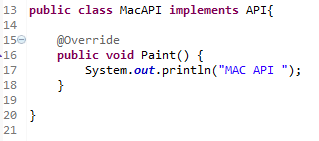 13 public class MacAPI implements API{
14
15 @Override
16 public void Paint() {
17 System.out.println("MAC API ");
18 }
19
20 }
21